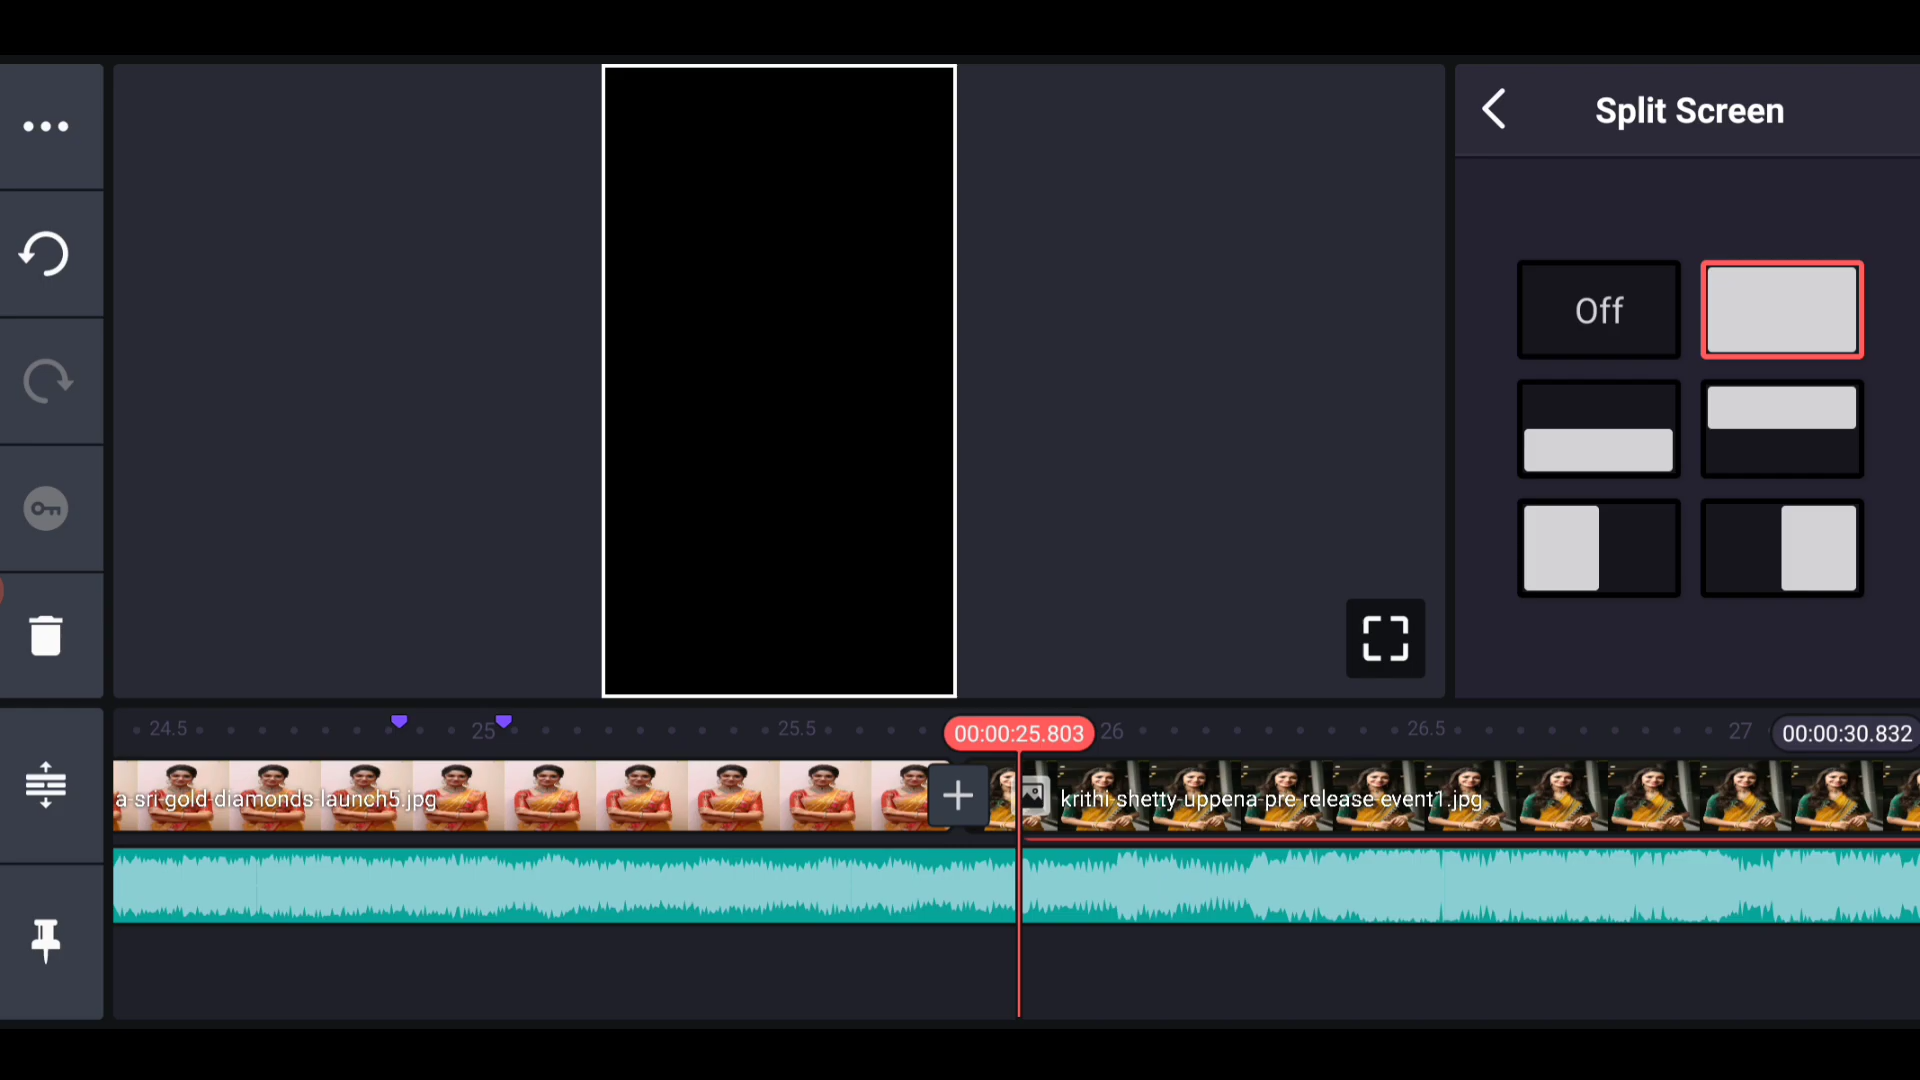 Split Screen
Off
24.5
25
25.5
00:00:25.803
26
26.5
27
00:00:30.832
a-sri-gold-diamonds-launch5.jpg
krithi-shetty-uppena-pre-release-event1.jpg